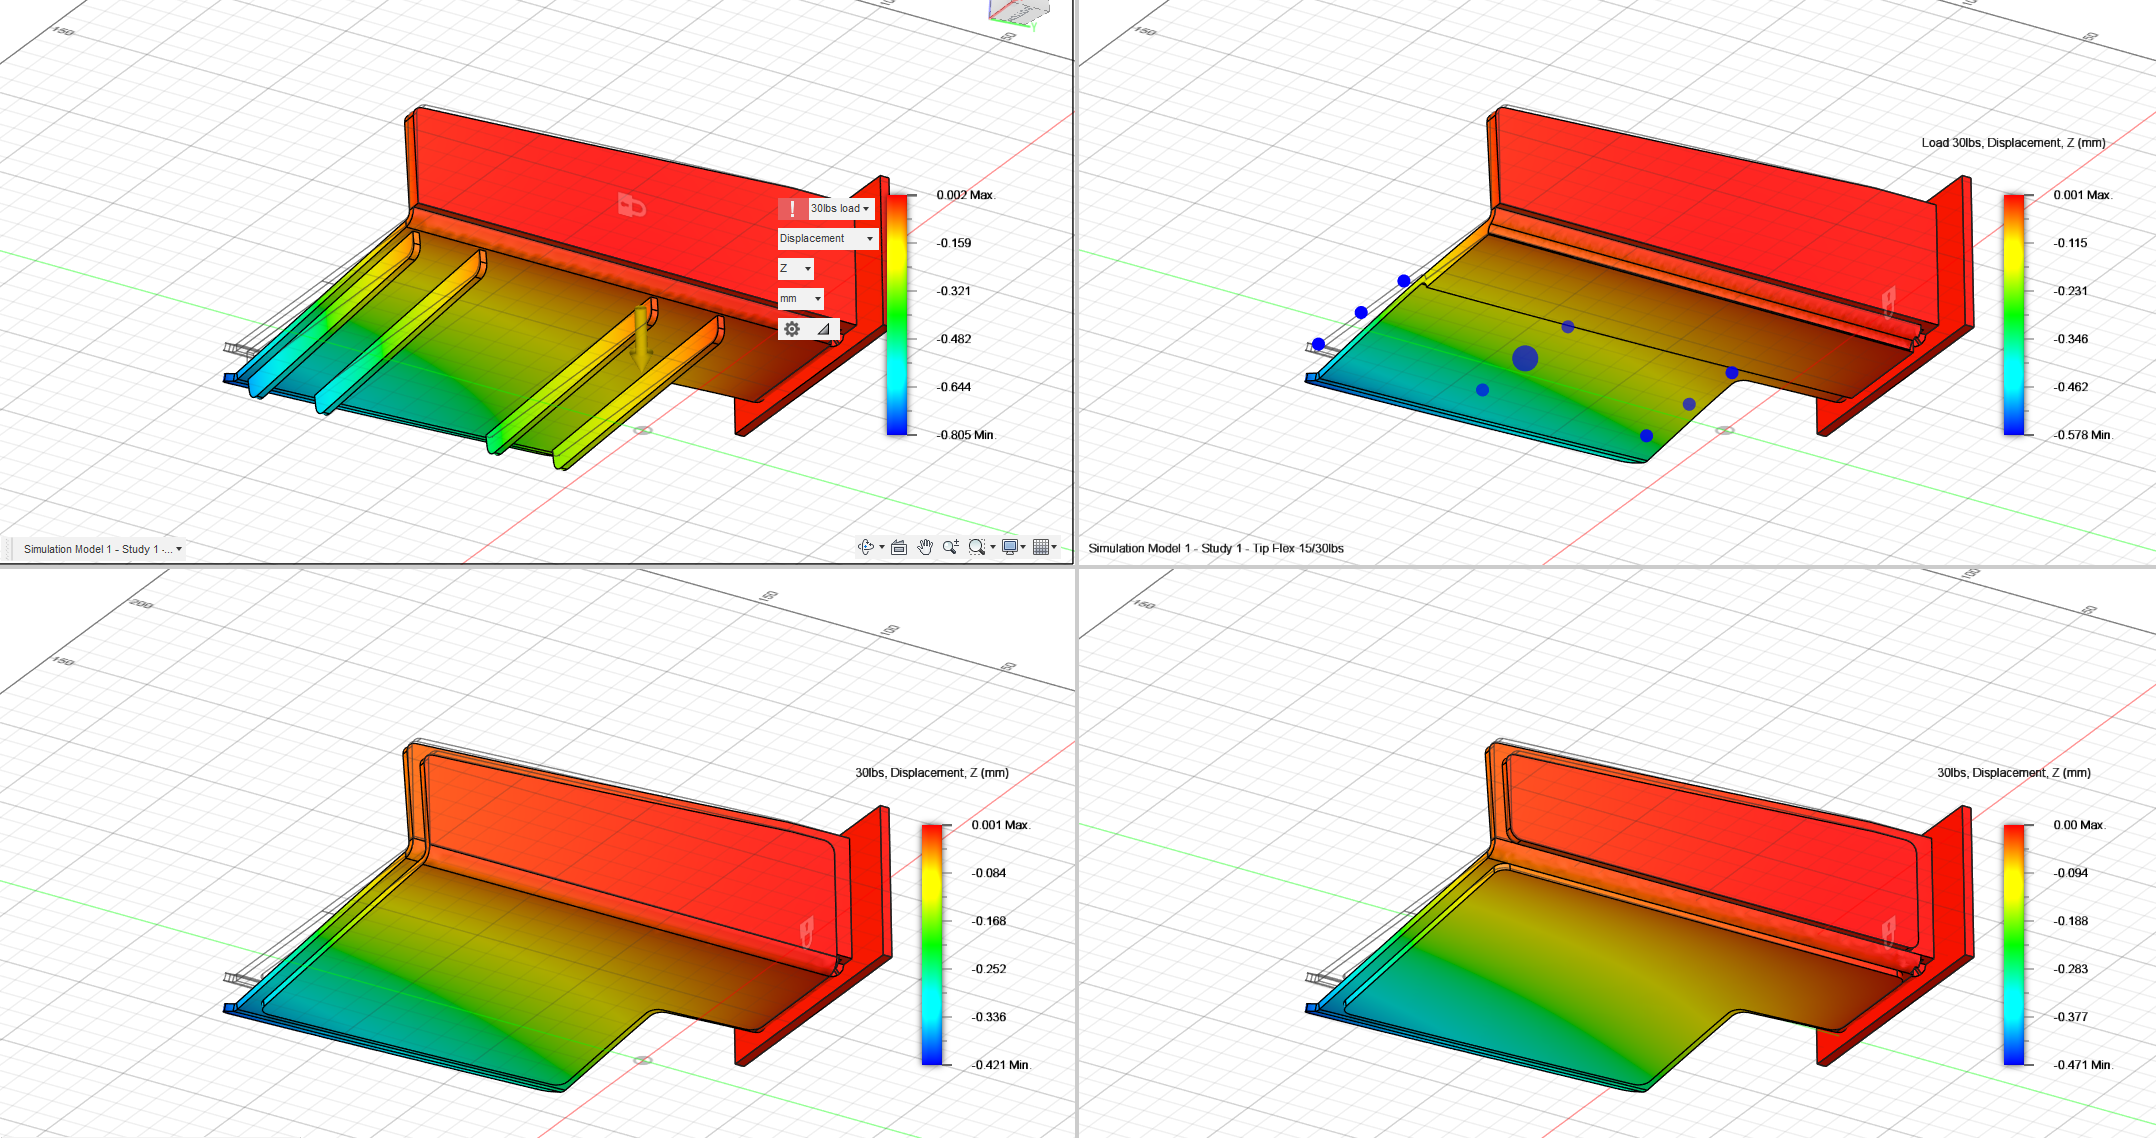 150
50
30lbs load
Displacement
Z
mm
0.002 Max.
-0.159
-0.321
-0.482
-0.644
-0.805 Min.
Simulation Model 1 - Study 1 -...
150
50
Load 30lbs, Displacement, Z (mm)
0.001 Max.
-0.115
-0.231
-0.346
-0.462
-0.578 Min.
Simulation Model 1 - Study 1 - Tip Flex 15/30lbs
200
150
100
50
150
30lbs, Displacement, Z (mm)
0.001 Max.
-0.084
-0.168
-0.252
-0.336
-0.421 Min.
100
50
150
30lbs, Displacement, Z (mm)
0.00 Max.
-0.094
-0.188
-0.283
-0.377
-0.471 Min.